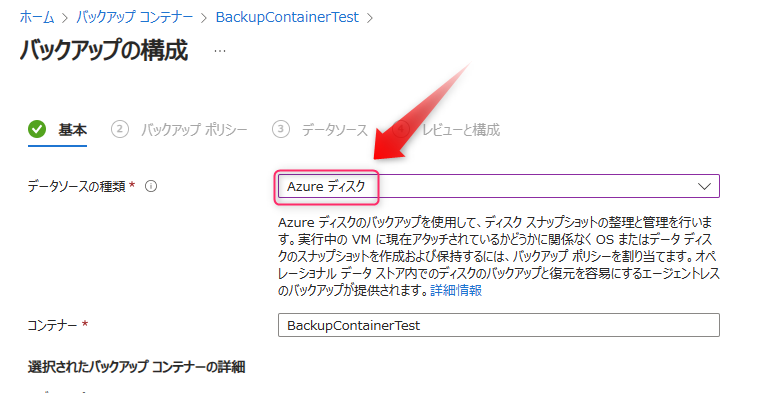 ホーム > バックアップ コンテナー > BackupContainerTest >
バックアップの構成 …
基本 2 バックアップ ポリシー 3 データソース レビューと構成
データソースの種類 * Azure ディスク
Azure ディスクのバックアップを使用して、ディスク スナップショットの整理と管理を行いま
す。実行中の VM に現在アタッチされているかどうかに関係なく OS またはデータ ディス
クのスナップショットを作成および保持するには、バックアップ ポリシーを割り当てます。オペ
レーショナル データ ストア内でのディスクのバックアップと復元を容易にするエージェントレス
のバックアップが提供されます。詳細情報
コンテナー * BackupContainerTest
選択されたバックアップ コンテナーの詳細